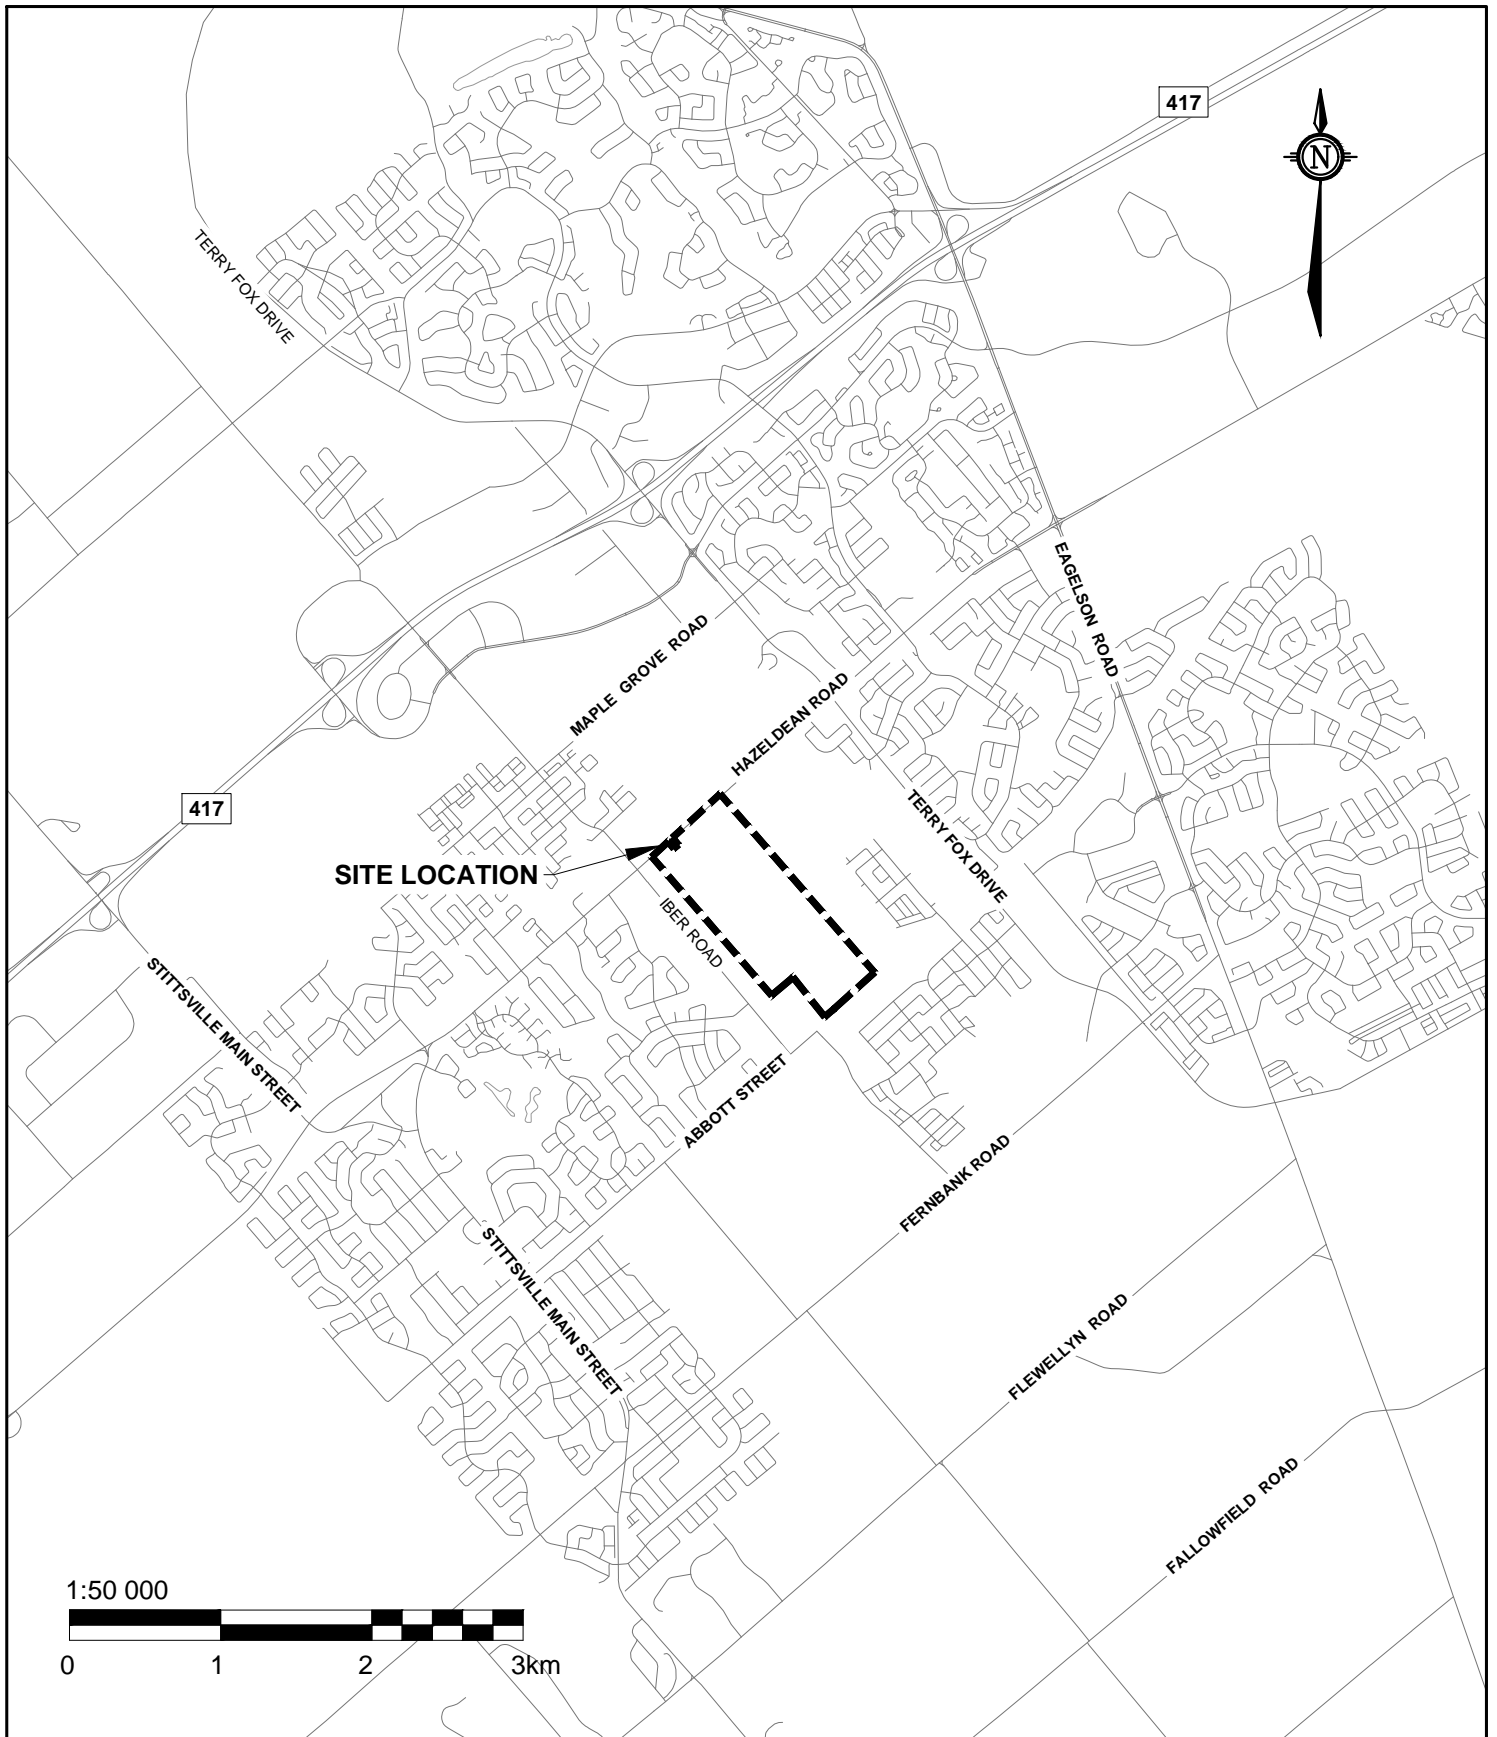 417
N
TERRY FOX DRIVE
EAGELSON ROAD
MAPLE GROVE ROAD
HAZELDEAN ROAD
417
TERRY FOX DRIVE
SITE LOCATION
IBER ROAD
STITTSVILLE MAIN STREET
ABBOTT STREET
FERNBANK ROAD
STITTSVILLE MAIN STREET
FLEWELLYN ROAD
FALLOWFIELD ROAD
1:50 000
0 1 2 3km